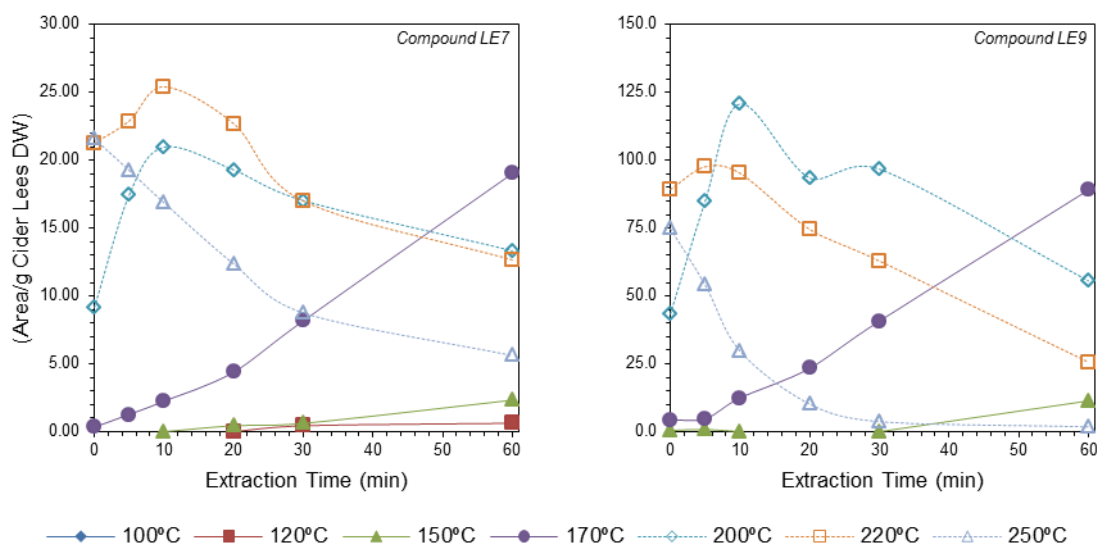 (Area/g Cider Lees DW)
30.00
25.00
20.00
15.00
10.00
5.00
0.00
Compound LE7
0 10 20 30 40 50 60
Extraction Time (min)
150.0
125.0
100.0
75.0
50.0
25.0
0.0
Compound LE9
0 10 20 30 40 50 60
Extraction Time (min)
100ºC 120ºC 150ºC 170ºC 200ºC 220ºC 250ºC